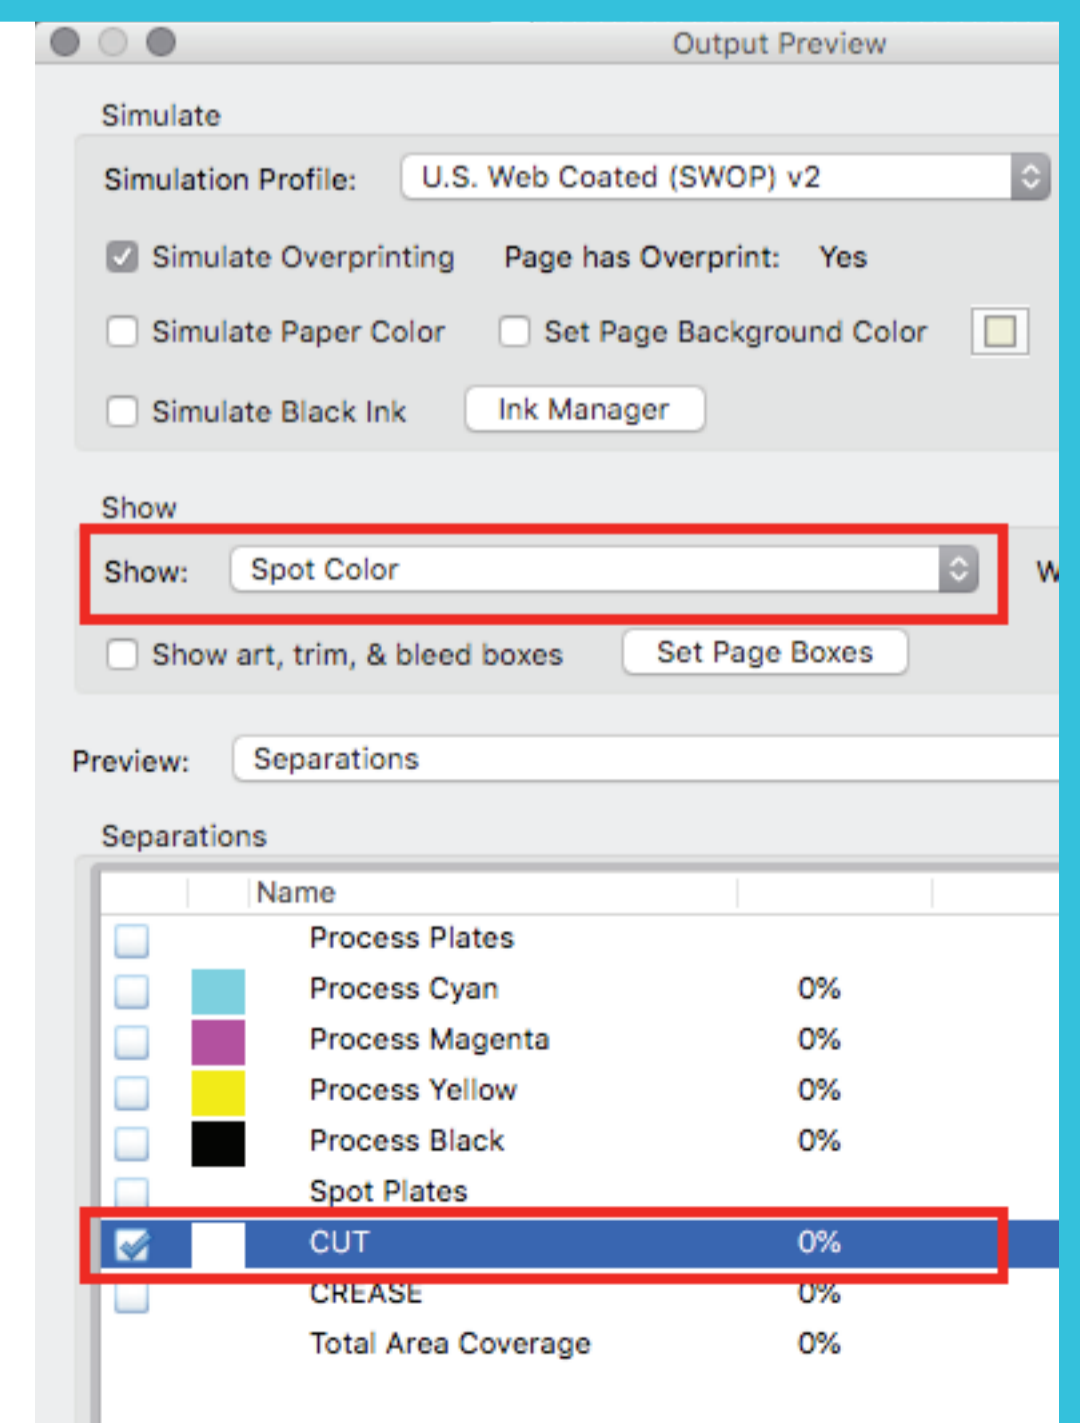 Output Preview
Simulate
Simulation Profile: U.S. Web Coated (SWOP) v2
Simulate Overprinting Page has Overprint: Yes
Simulate Paper Color Set Page Background Color
Simulate Black Ink Ink Manager
Show
Show: Spot Color W
Show art, trim, & bleed boxes Set Page Boxes
Preview: Separations
Separations
Name
Process Plates
Process Cyan 0%
Process Magenta 0%
Process Yellow 0%
Process Black 0%
Spot Plates
CUT 0%
CREASE 0%
Total Area Coverage 0%